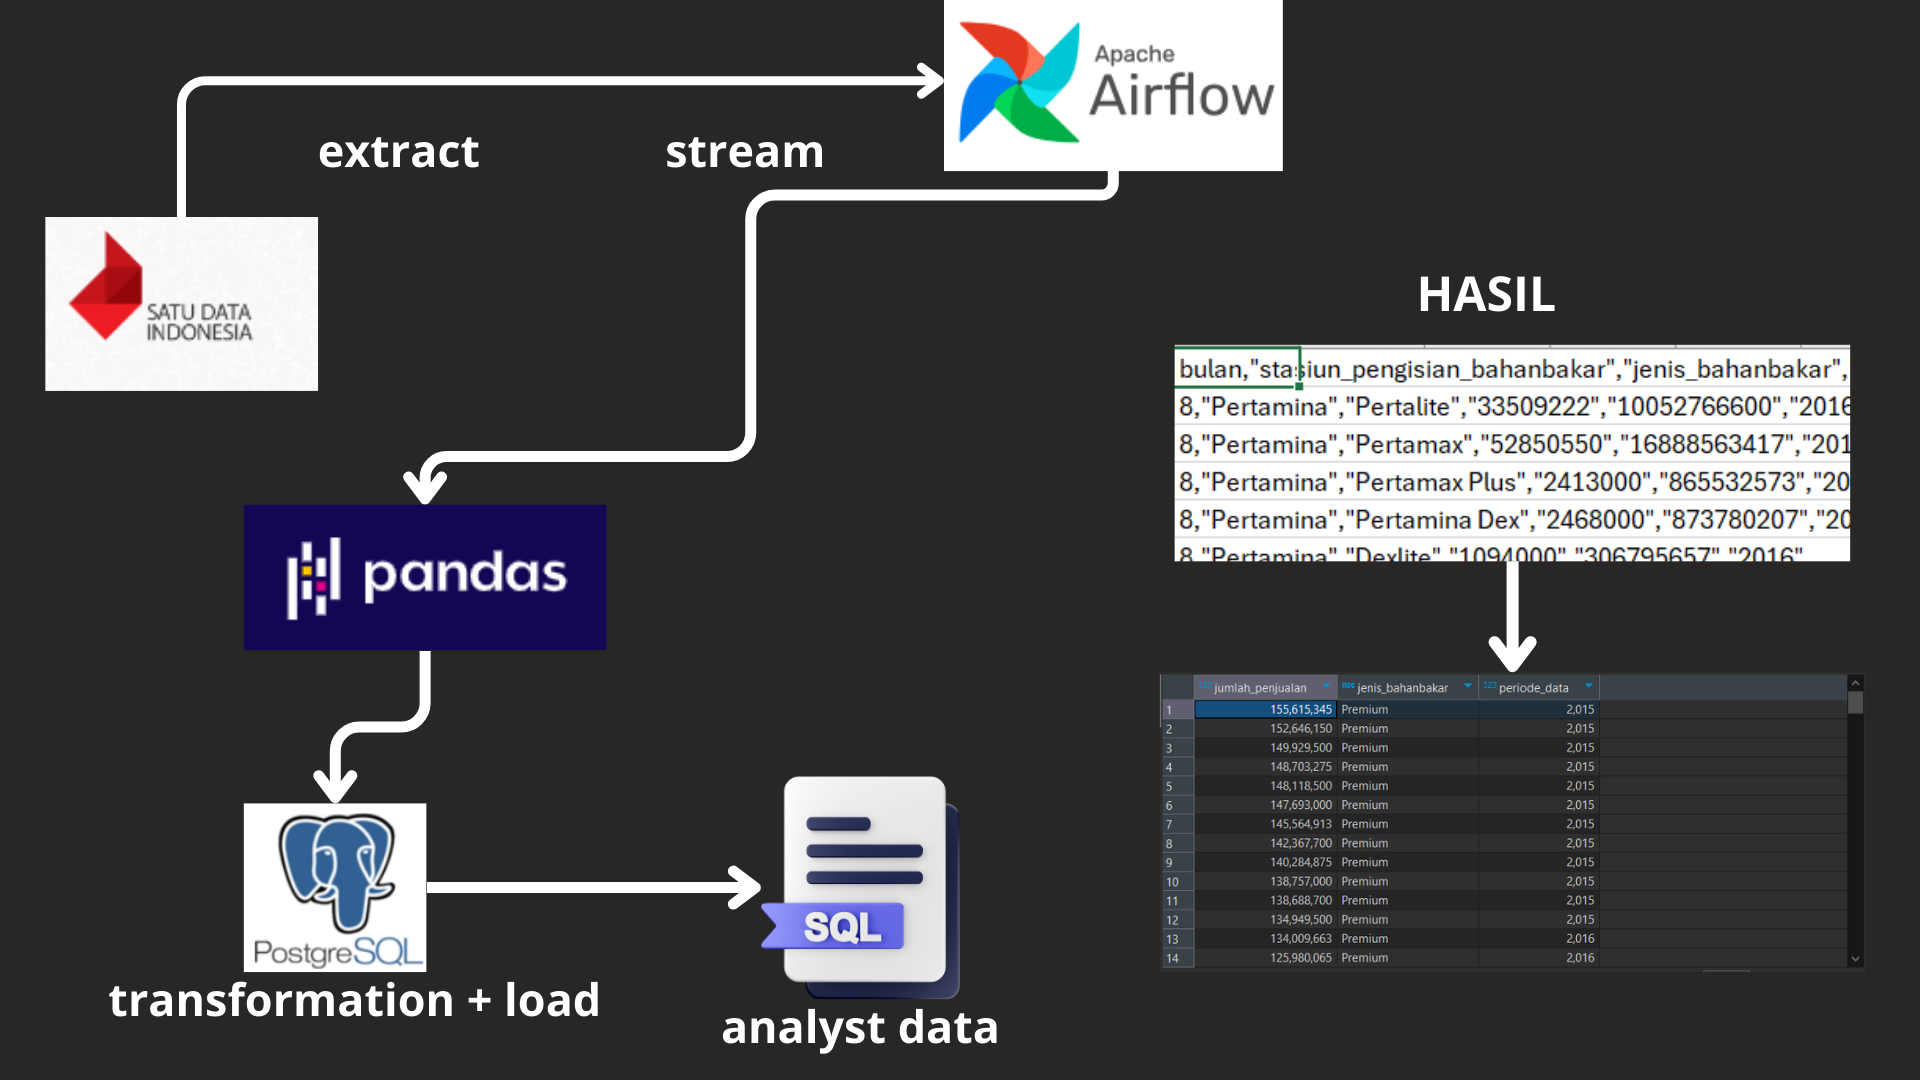 Apache
Airflow
extract
stream
SATU DATA
INDONESIA
pandas
PostgreSQL
transformation + load
SQL
analyst data
HASIL
bulan,"stasiun_pengisian_bahanbakar","jenis_bahanbakar",
8,"Pertamina","Pertalite","33509222","10052766600","2016
8,"Pertamina","Pertamax","52850550","16888563417","201
8,"Pertamina","Pertamax Plus","2413000","865532573","20
8,"Pertamina","Pertamina Dex","2468000","873780207","20
8,"Pertamina","Dexlite","1094000","306795657","2016"
123 jumlah_penjualan ABC jenis_bahanbakar 123 periode_data
1 155,615,345 Premium 2,015
2 152,646,150 Premium 2,015
3 149,929,500 Premium 2,015
4 148,703,275 Premium 2,015
5 148,118,500 Premium 2,015
6 147,693,000 Premium 2,015
7 145,564,913 Premium 2,015
8 142,367,700 Premium 2,015
9 140,284,875 Premium 2,015
10 138,757,000 Premium 2,015
11 138,688,700 Premium 2,015
12 134,949,500 Premium 2,015
13 134,009,663 Premium 2,016
14 125,980,065 Premium 2,016